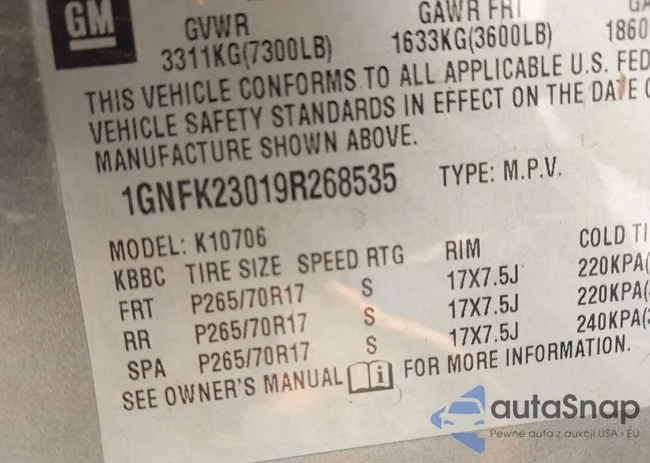 GM
GVWR GAWR FRT
3311KG(7300LB) 1633KG(3600LB) 1860
THIS VEHICLE CONFORMS TO ALL APPLICABLE U.S. FED
VEHICLE SAFETY STANDARDS IN EFFECT ON THE DATE
MANUFACTURE SHOWN ABOVE.
1GNFK23019R268535 TYPE: M.P.V.
MODEL: K10706
KBBC TIRE SIZE SPEED RTG RIM COLD TI
FRT P265/70R17 S 17X7.5J 220KPA(
RR P265/70R17 S 17X7.5J 220KPA(
SPA P265/70R17 S 17X7.5J 240KPA(
SEE OWNER'S MANUAL i FOR MORE INFORMATION.
autaSnap
Pewne auta z aukcji USA i EU